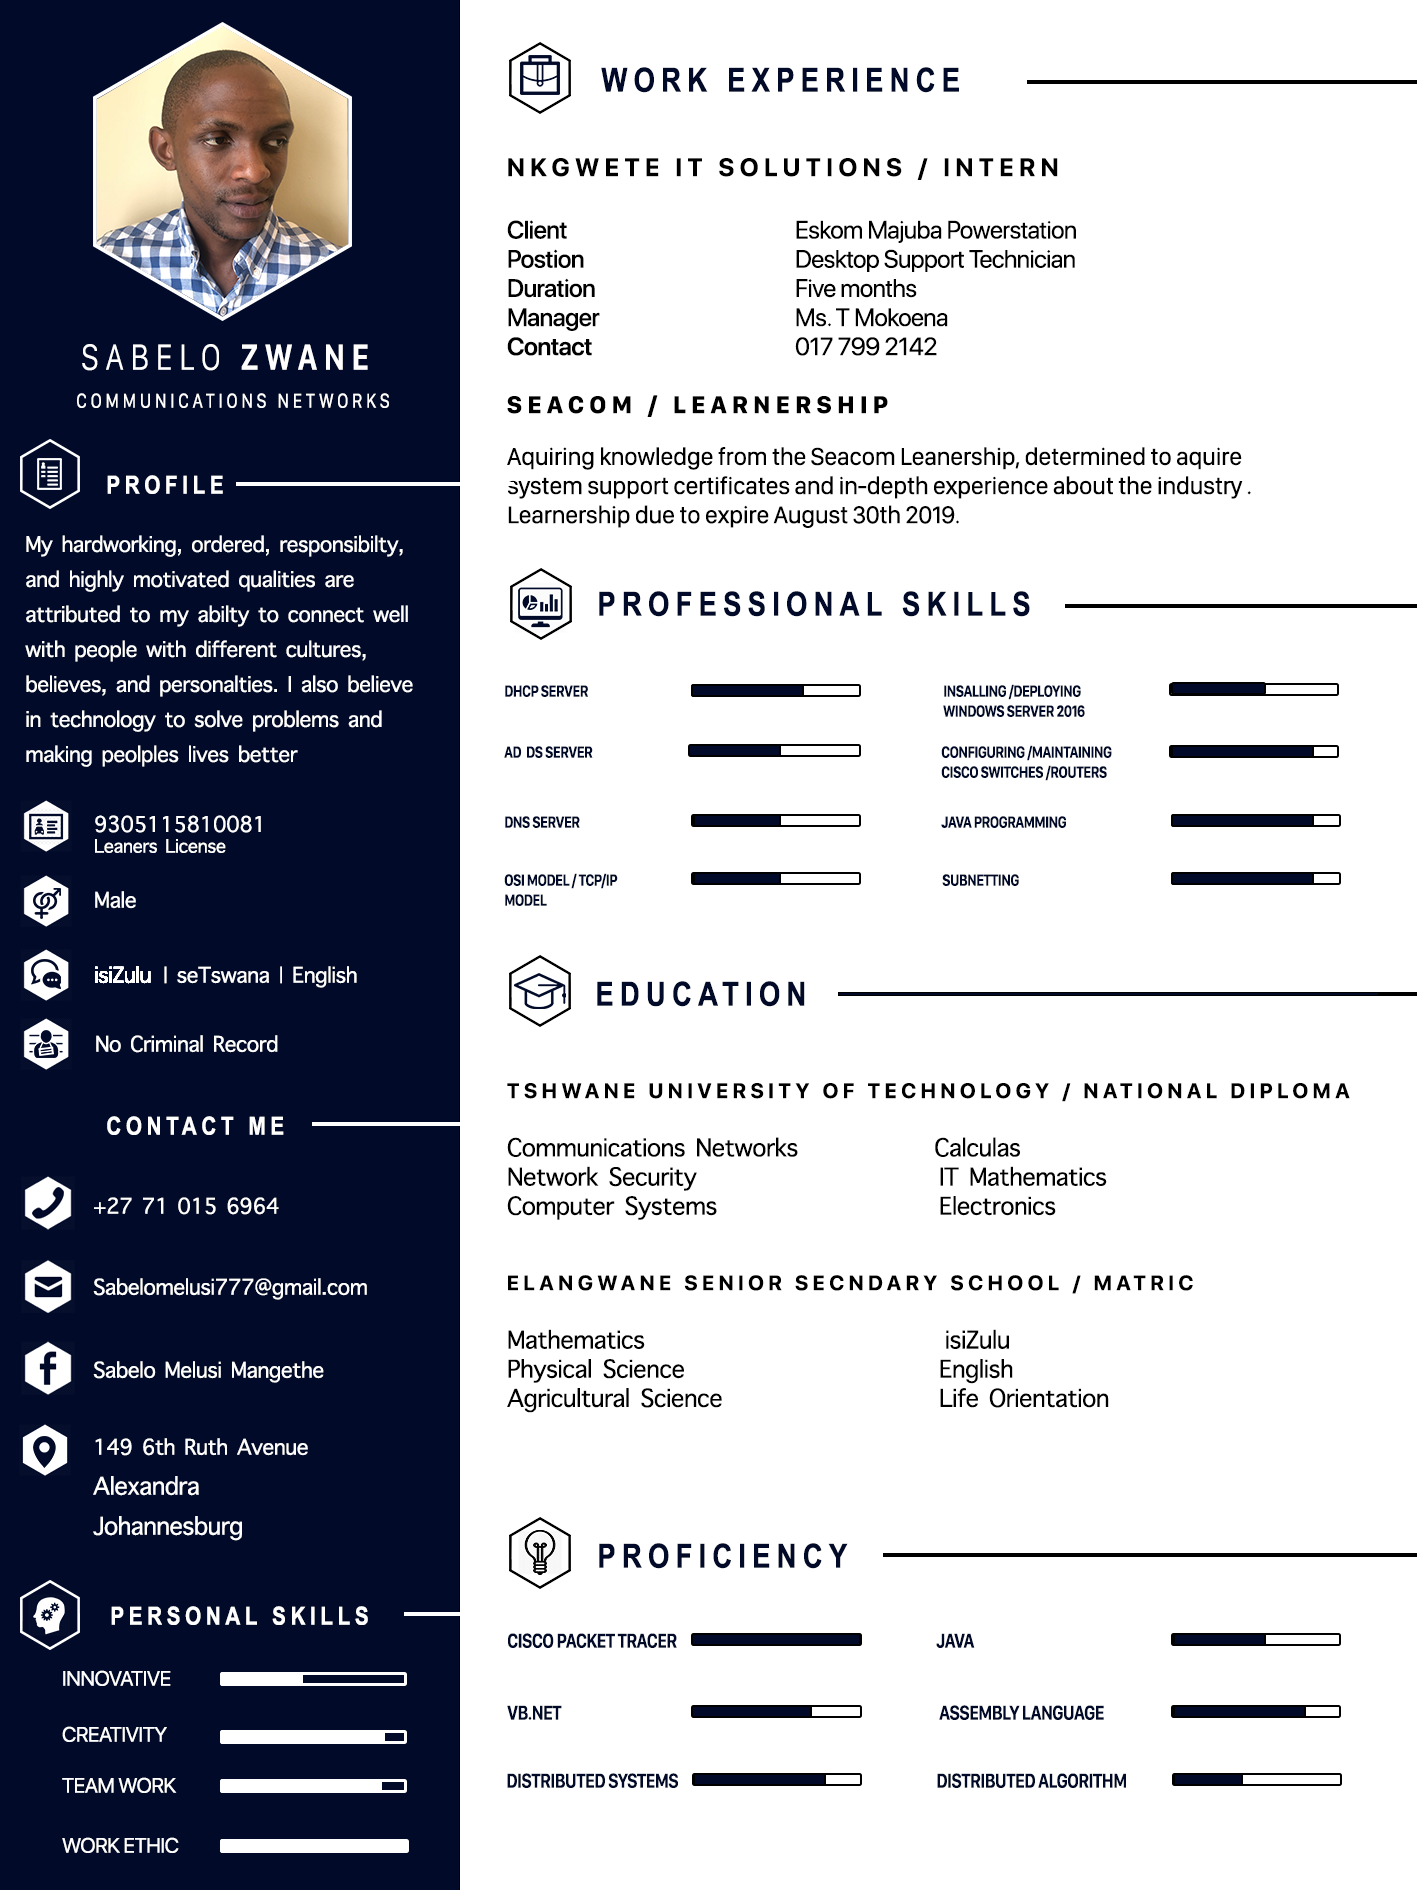 SABELO ZWANE
COMMUNICATIONS NETWORKS
PROFILE
My hardworking, ordered, responsibilty,
and highly motivated qualities are
attributed to my abilty to connect well
with people with different cultures,
believes, and personalties. I also believe
in technology to solve problems and
making peolples lives better
9305115810081
Leaners License
Male
isiZulu | seTswana | English
No Criminal Record
CONTACT ME
+27 71 015 6964
Sabelomelusi777@gmail.com
Sabelo Melusi Mangethe
149 6th Ruth Avenue
Alexandra
Johannesburg
PERSONAL SKILLS
INNOVATIVE
CREATIVITY
TEAM WORK
WORK ETHIC
WORK EXPERIENCE
NKGWETE IT SOLUTIONS / INTERN
Client Eskom Majuba Powerstation
Postion Desktop Support Technician
Duration Five months
Manager Ms. T Mokoena
Contact 017 799 2142
SEACOM / LEARNERSHIP
Aquiring knowledge from the Seacom Leanership, determined to aquire
system support certificates and in-depth experience about the industry .
Learnership due to expire August 30th 2019.
PROFESSIONAL SKILLS
DHCP SERVER
INSALLING /DEPLOYING
WINDOWS SERVER 2016
AD DS SERVER
CONFIGURING /MAINTAINING
CISCO SWITCHES /ROUTERS
DNS SERVER
JAVA PROGRAMMING
OSI MODEL / TCP/IP
MODEL
SUBNETTING
EDUCATION
TSHWANE UNIVERSITY OF TECHNOLOGY / NATIONAL DIPLOMA
Communications Networks Calculas
Network Security IT Mathematics
Computer Systems Electronics
ELANGWANE SENIOR SECNDARY SCHOOL / MATRIC
Mathematics isiZulu
Physical Science English
Agricultural Science Life Orientation
PROFICIENCY
CISCO PACKET TRACER JAVA
VB.NET ASSEMBLY LANGUAGE
DISTRIBUTED SYSTEMS DISTRIBUTED ALGORITHM